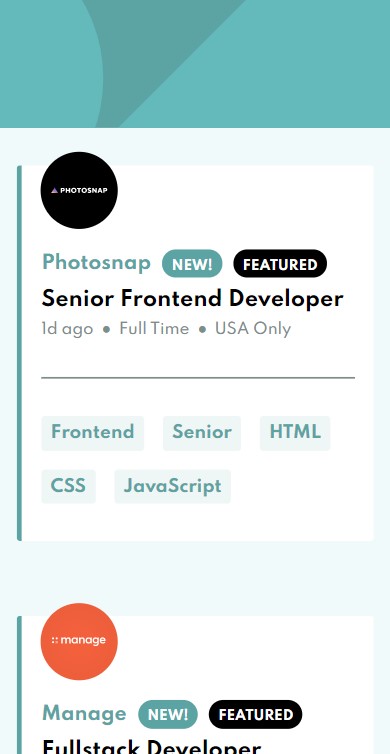 PHOTOSNAP
Photosnap NEW! FEATURED
Senior Frontend Developer
1d ago • Full Time • USA Only
Frontend Senior HTML
CSS JavaScript
manage
Manage NEW! FEATURED
Fullstack Developer